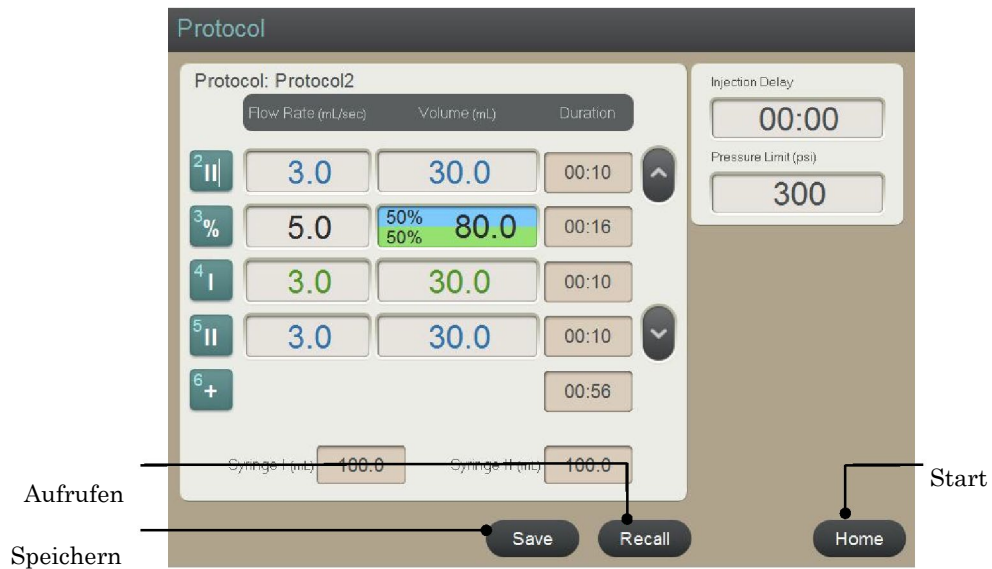 Protocol
Protocol: Protocol2
Injection Delay
Flow Rate (mL/sec) Volume (mL) Duration
00:00
Pressure Limit (psi)
2 II 3.0 30.0 00:10
300
3 % 5.0 50% 50% 80.0 00:16
4 I 3.0 30.0 00:10
5 II 3.0 30.0 00:10
6 + 00:56
Syringe I (mL) 100.0 Syringe II (mL) 100.0
Aufrufen
Start
Save Recall Home
Speichern